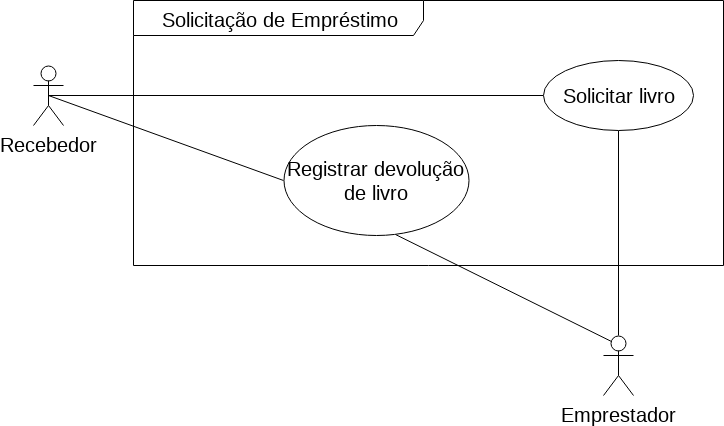 Solicitação de Empréstimo
Solicitar livro
Recebedor
Registrar devolução
de livro
Emprestador